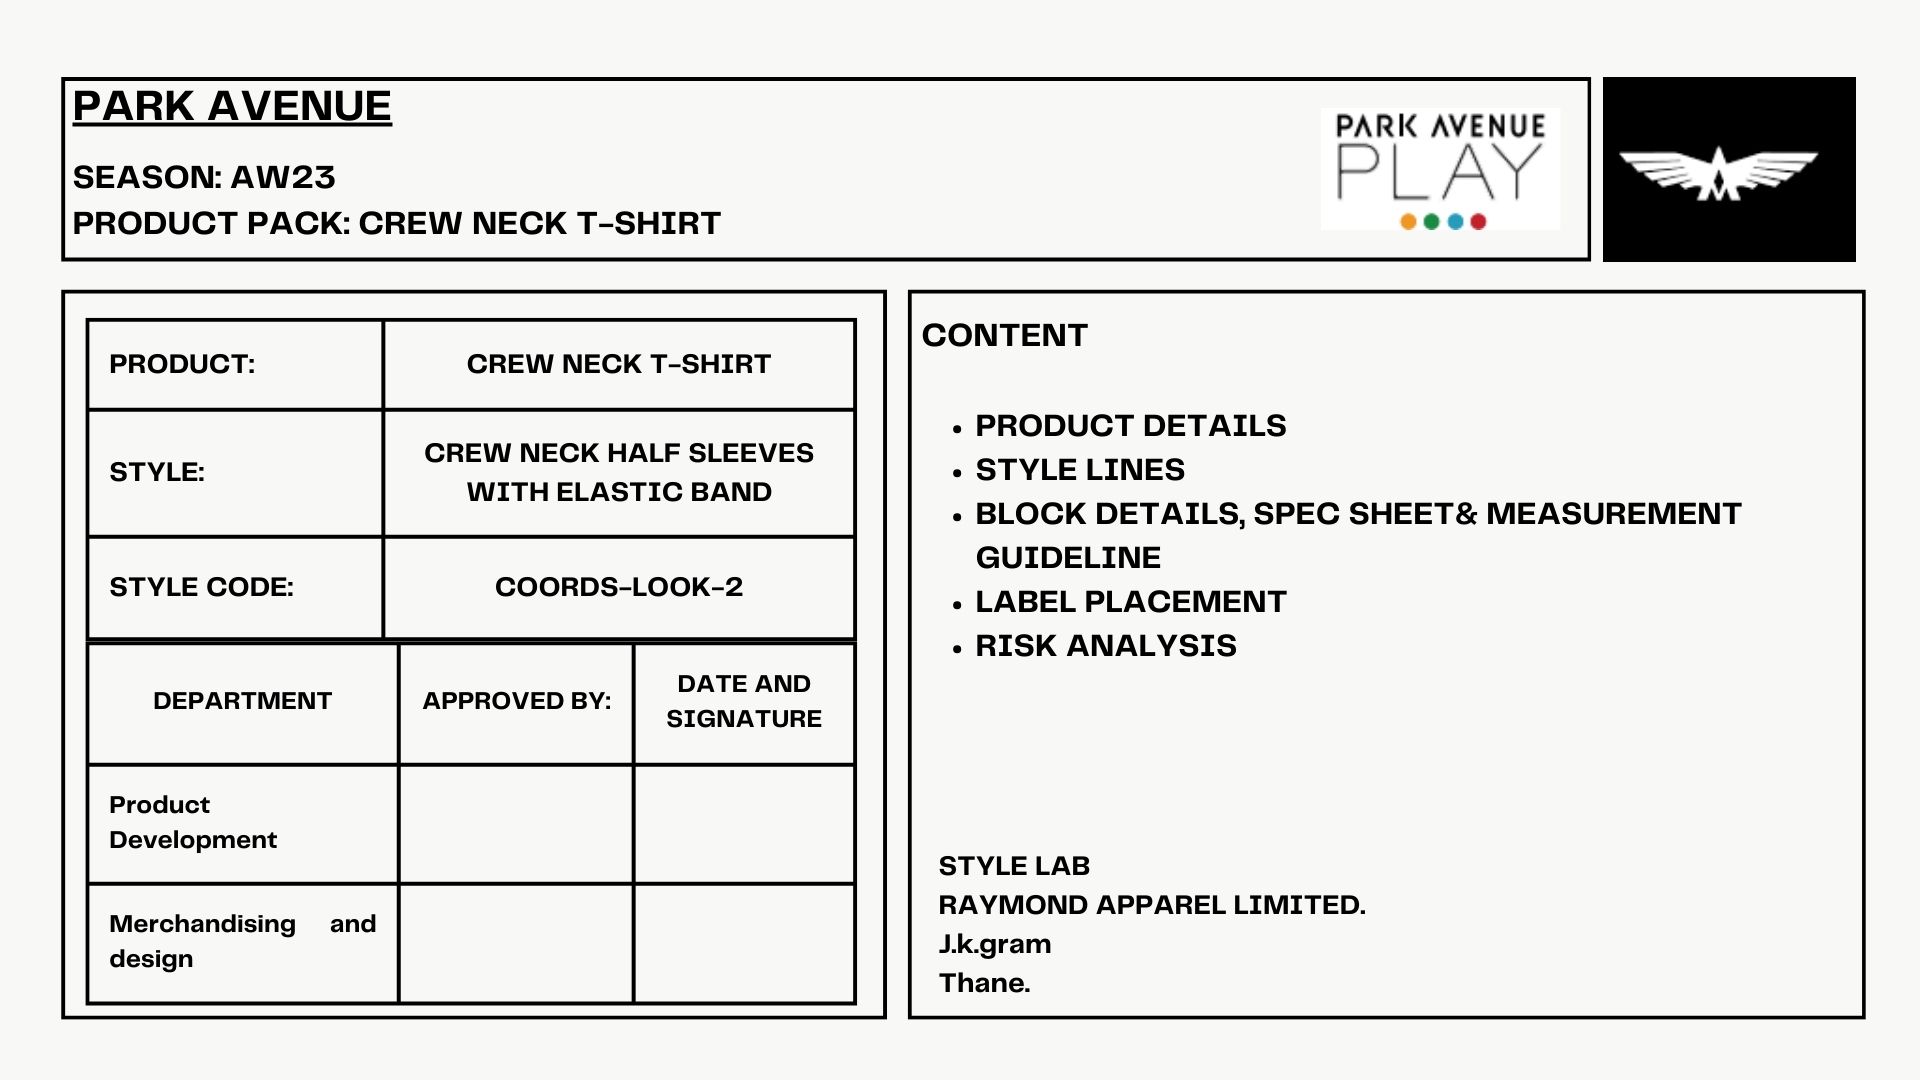 PARK AVENUE
SEASON: AW23
PRODUCT PACK: CREW NECK T-SHIRT
PARK AVENUE
PLAY
PRODUCT:
CREW NECK T-SHIRT
STYLE:
CREW NECK HALF SLEEVES
WITH ELASTIC BAND
STYLE CODE:
COORDS-LOOK-2
DEPARTMENT
APPROVED BY:
DATE AND
SIGNATURE
Product
Development
Merchandising and
design
CONTENT
• PRODUCT DETAILS
• STYLE LINES
• BLOCK DETAILS, SPEC SHEET& MEASUREMENT
GUIDELINE
• LABEL PLACEMENT
• RISK ANALYSIS
STYLE LAB
RAYMOND APPAREL LIMITED.
J.k.gram
Thane.